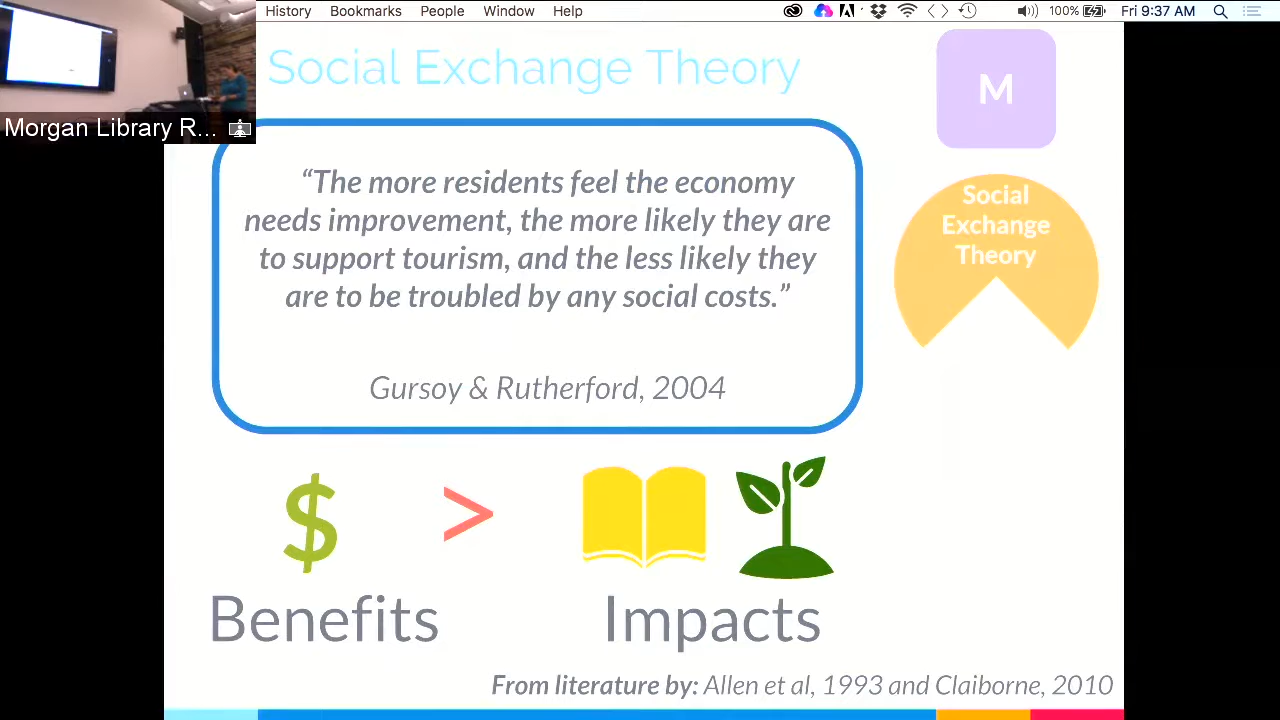 History Bookmarks People Window Help
100% Fri 9:37 AM
Morgan Library R...
Social Exchange Theory
M
“The more residents feel the economy
needs improvement, the more likely they are
to support tourism, and the less likely they
are to be troubled by any social costs.”
Gursoy & Rutherford, 2004
Social
Exchange
Theory
$ >
Benefits Impacts
From literature by: Allen et al, 1993 and Claiborne, 2010